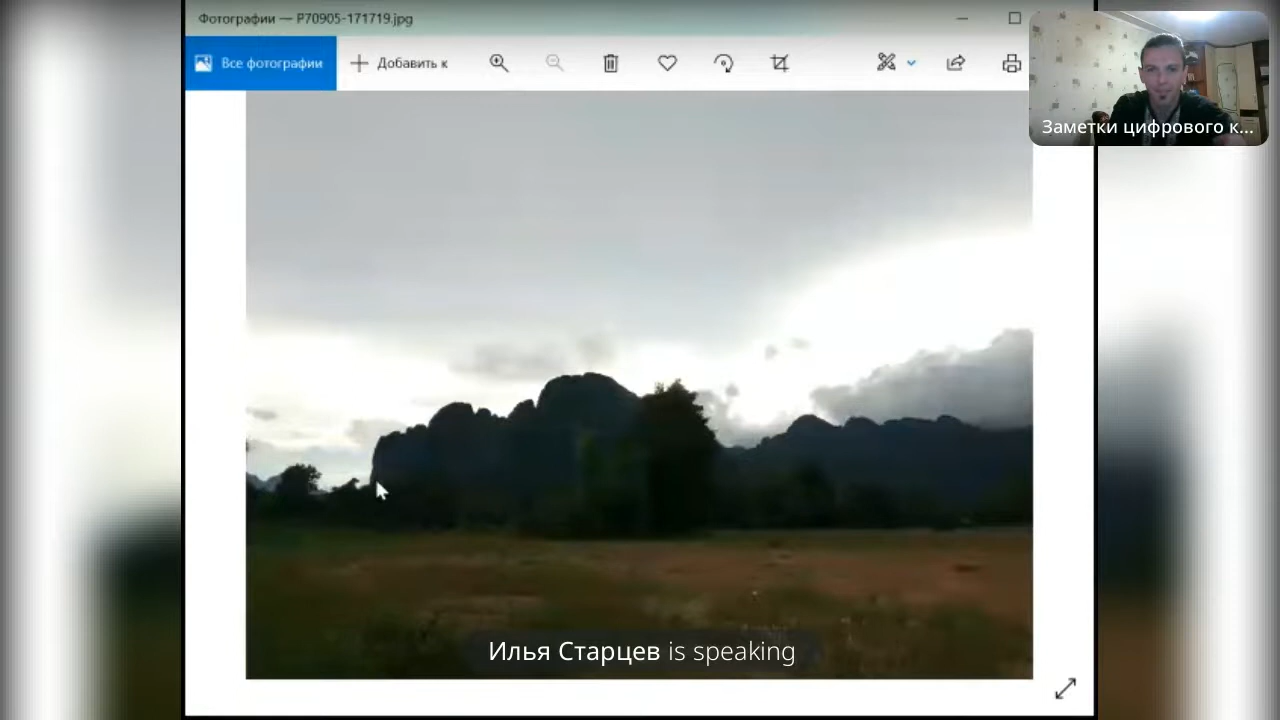 Фотографии — P70905-171719.jpg
Все фотографии
Добавить к
Заметки цифрового к...
Илья Старцев is speaking